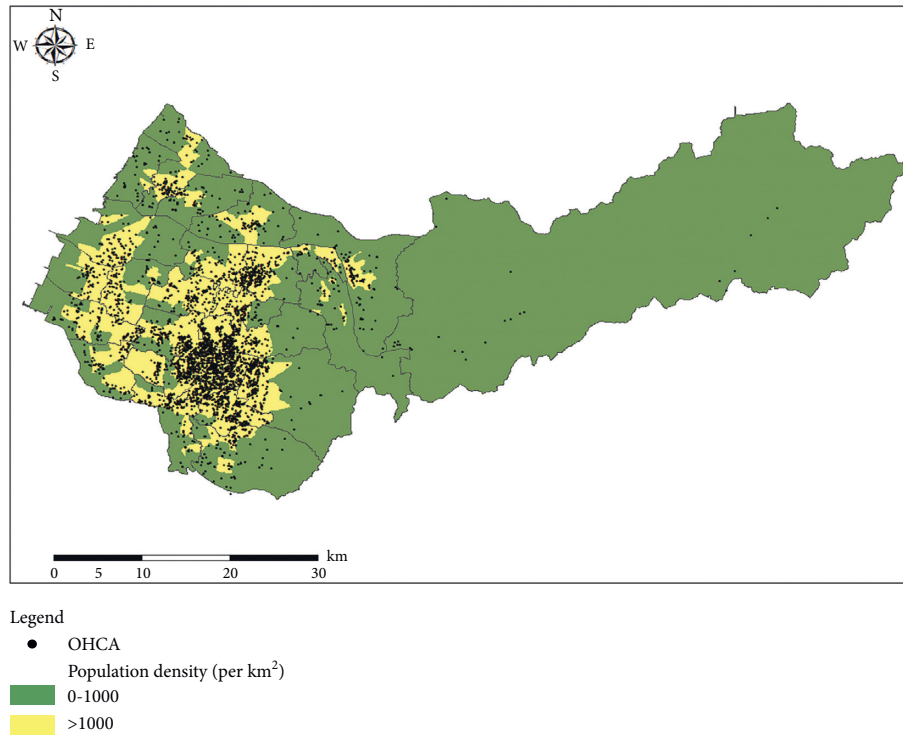 N
W E
S
km
0 5 10 20 30
Legend
OHCA
Population density (per km²)
0-1000
>1000